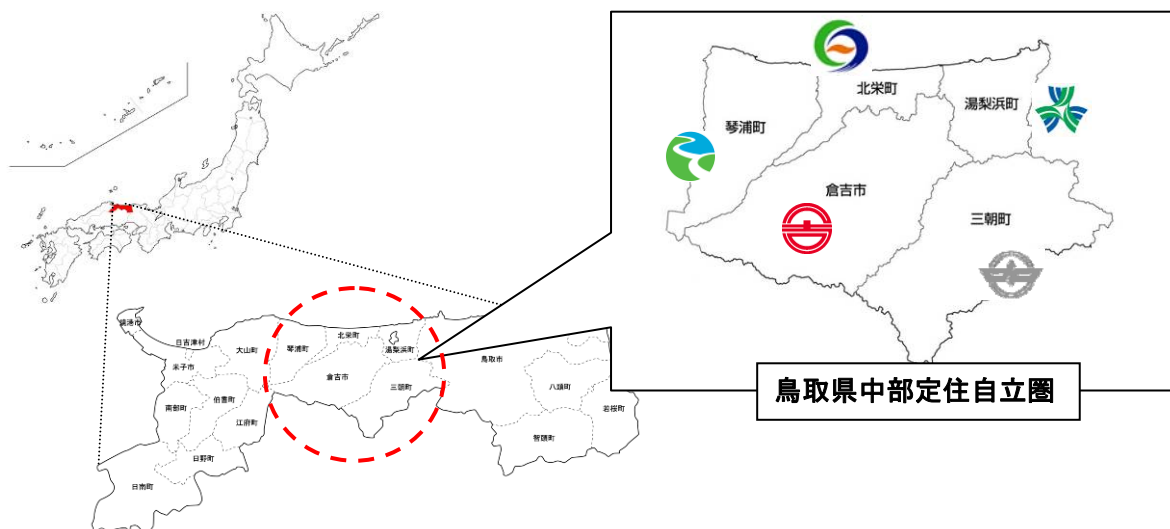 北栄町
湯梨浜町
琴浦町
倉吉市
三朝町
鳥取県中部定住自立圏
境港市
日吉津村
米子市
大山町
琴浦町
北栄町
湯梨浜町
鳥取市
倉吉市
三朝町
八頭町
南部町
伯耆町
江府町
若桜町
智頭町
日野町
日南町